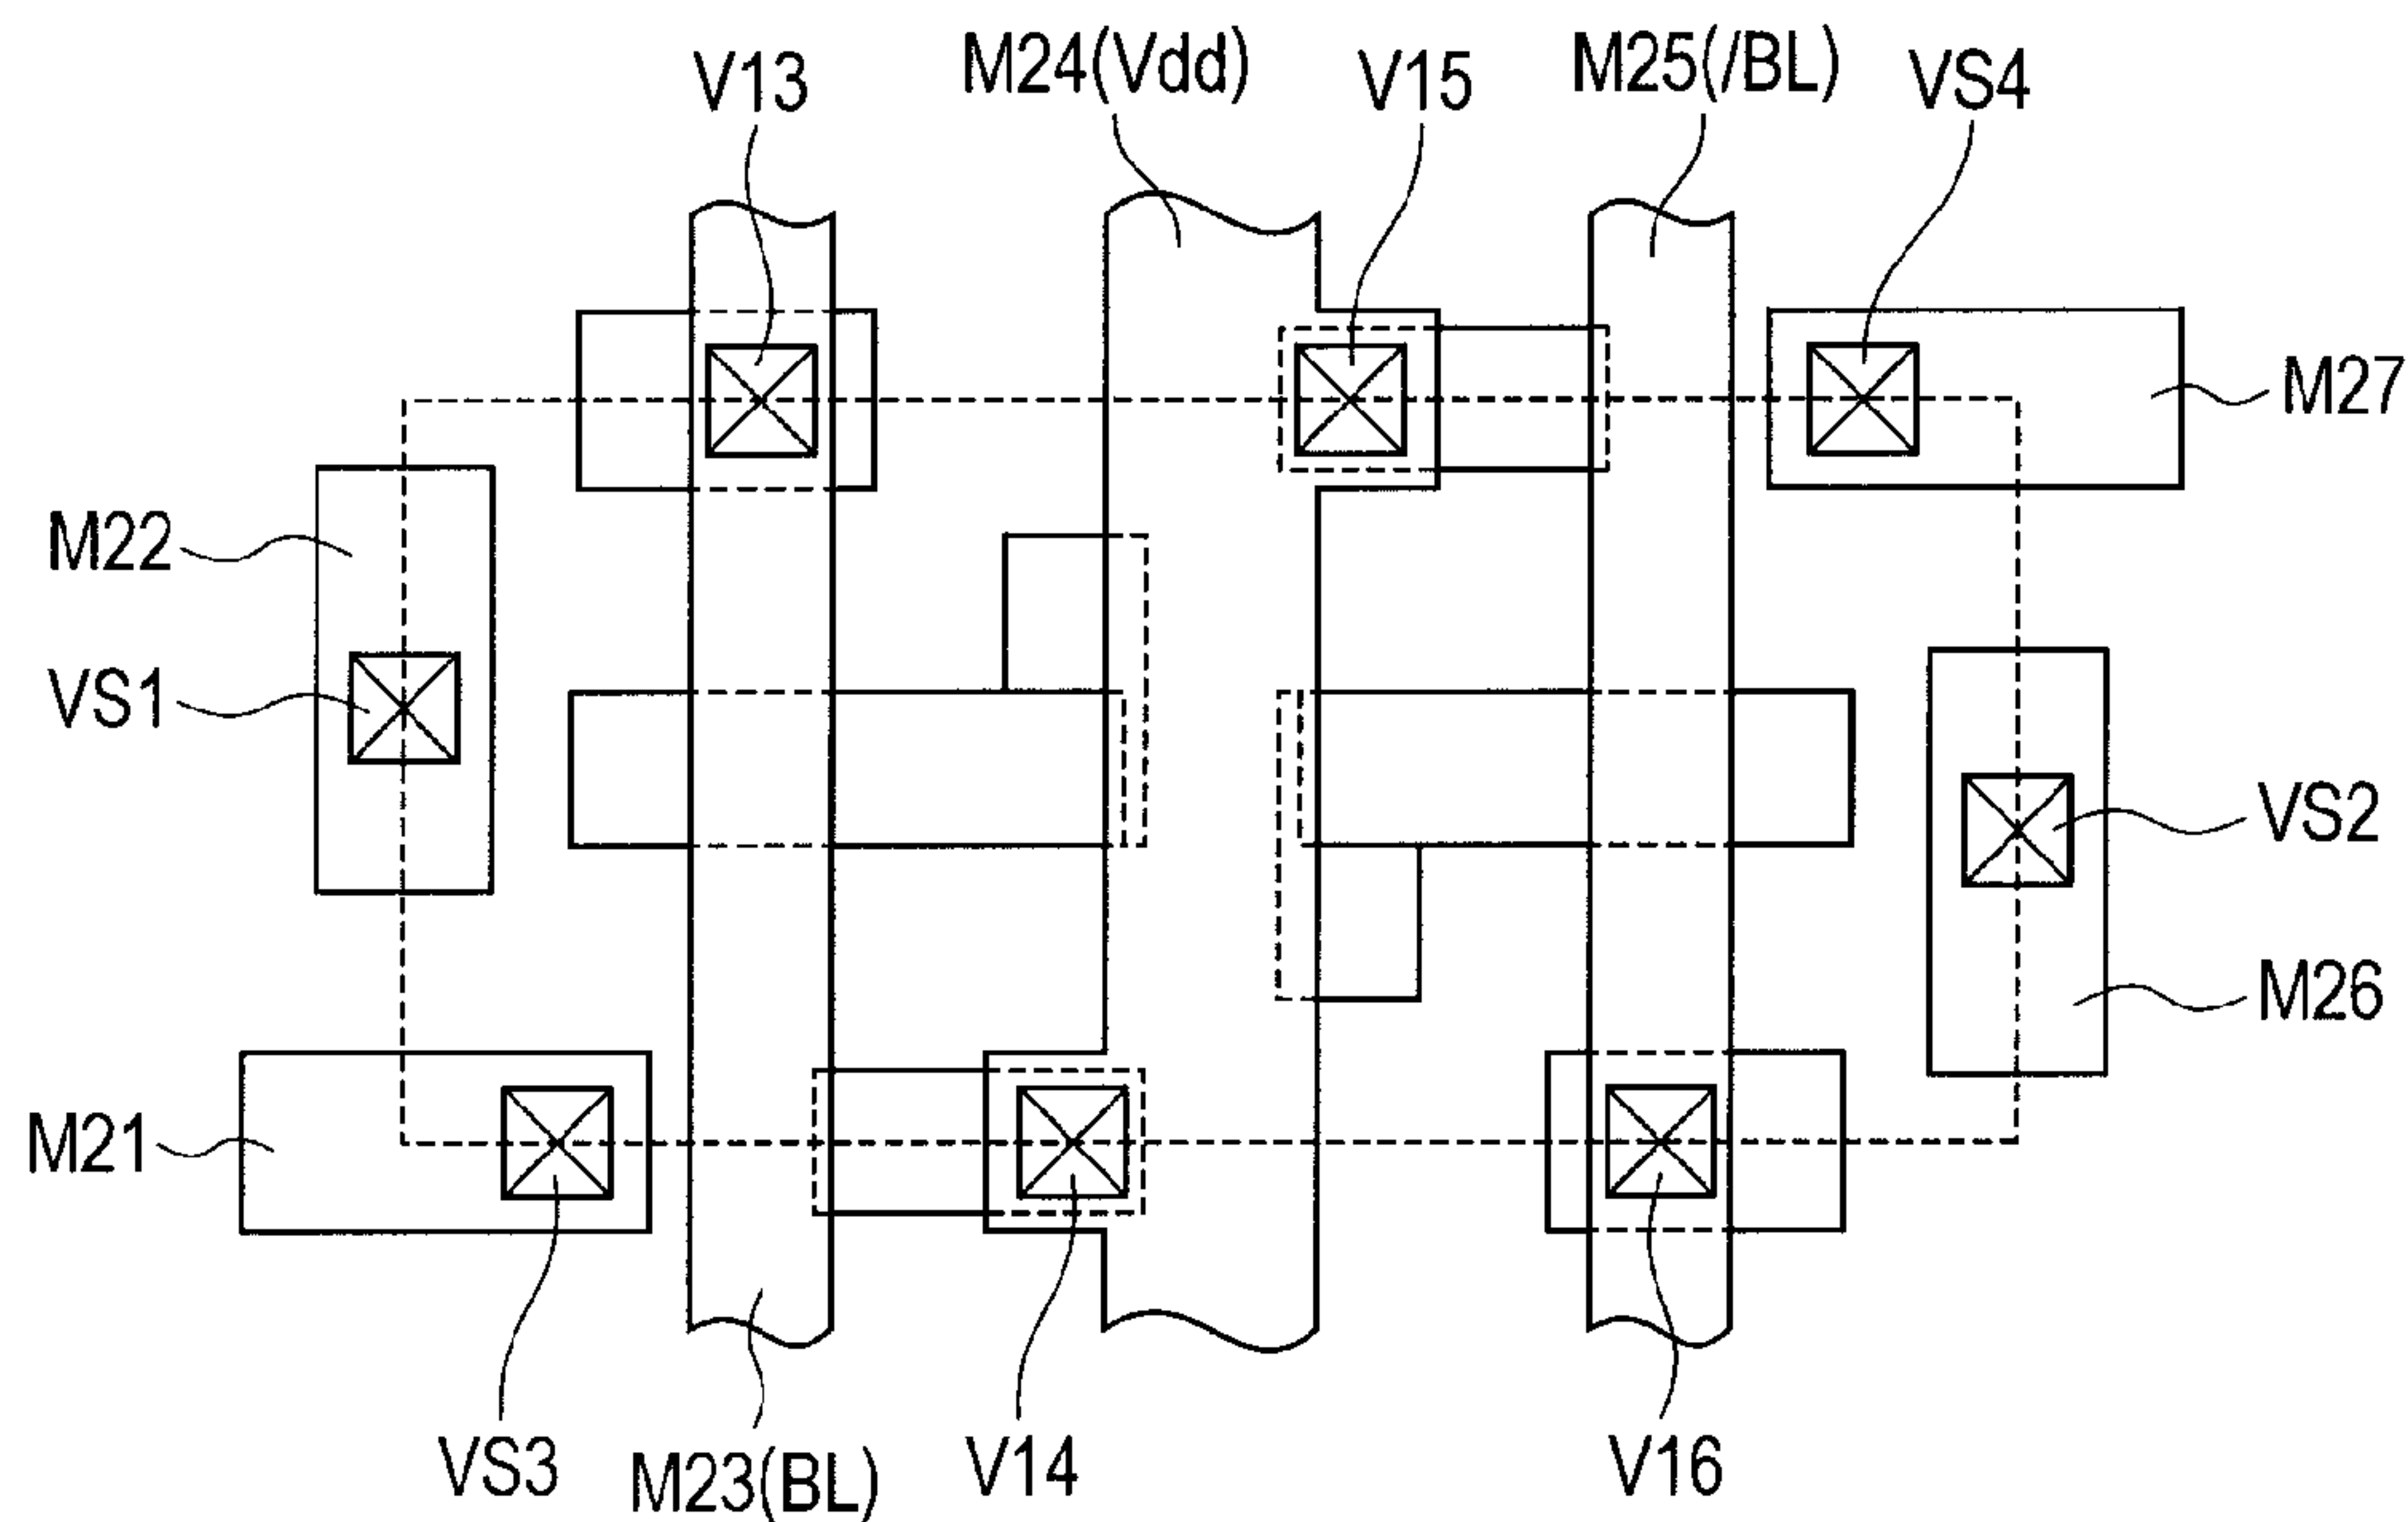 V13
M24(Vdd)
V15
M25(/BL)
VS4
M27
M22
VS1
VS2
M26
M21
VS3
M23(BL)
V14
V16